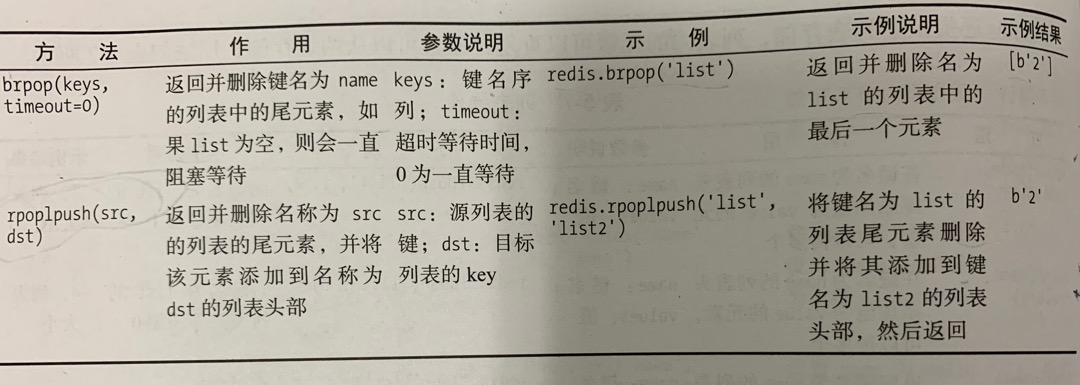 方 法 作 用 参数说明 示 例 示例说明 示例结果
brpop(keys,
timeout=0)
返回并删除键名为 name
的列表中的尾元素，如
果 list 为空，则会一直
阻塞等待
keys：键名序
列；timeout：
超时等待时间，
0 为一直等待
redis.brpop('list')
返回并删除名为
list 的列表中的
最后一个元素
[b'2']
rpoplpush(src,
dst)
返回并删除名称为 src
的列表的尾元素，并将
该元素添加到名称为
dst 的列表头部
src：源列表的
键；dst：目标
列表的 key
redis.rpoplpush('list',
'list2')
将键名为 list 的
列表尾元素删除
并将其添加到键
名为 list2 的列表
头部，然后返回
b'2'